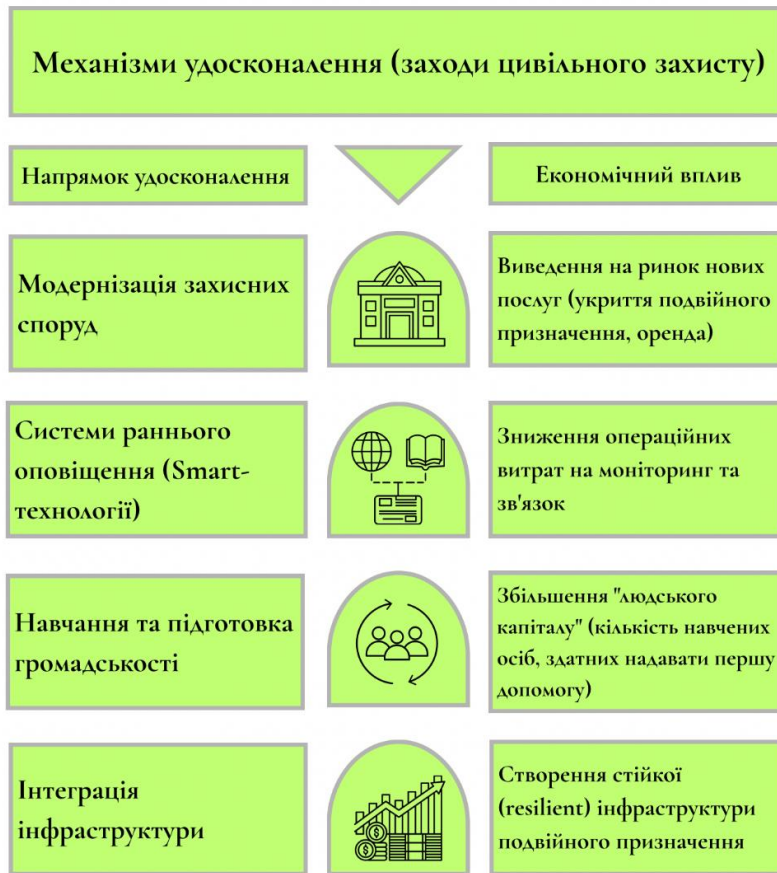 Механізми удосконалення (заходи цивільного захисту)
Напрямок удосконалення
Економічний вплив
Модернізація захисних
споруд
Виведення на ринок нових
послуг (укриття подвійного
призначення, оренда)
Системи раннього
оповіщення (Smart-
технології)
Зниження операційних
витрат на моніторинг та
зв'язок
Навчання та підготовка
громадськості
Збільшення "людського
капіталу" (кількість навчених
осіб, здатних надавати першу
допомогу)
Інтеграція
інфраструктури
Створення стійкої
(resilient) інфраструктури
подвійного призначення